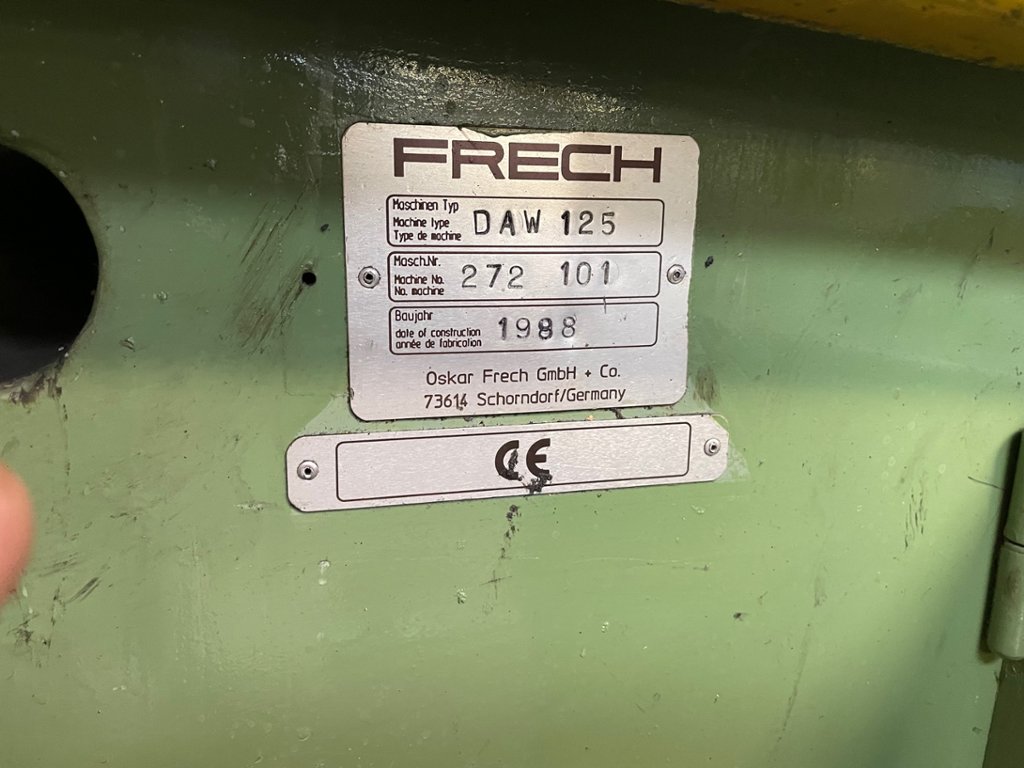 FRECH
Maschinen Typ
Machine type
Type de machine
DAW 125
Masch.Nr.
Machine No.
No. machine
272 101
Baujahr
date of construction
année de fabrication
1988
Oskar Frech GmbH + Co.
73614 Schorndorf/Germany
CE